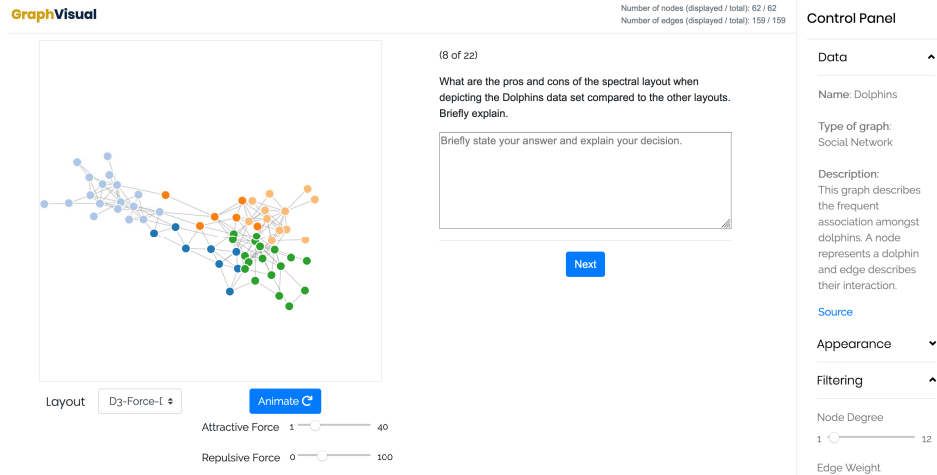 GraphVisual
Number of nodes (displayed / total): 62 / 62
Number of edges (displayed / total): 159 / 159
(8 of 22)
What are the pros and cons of the spectral layout when
depicting the Dolphins data set compared to the other layouts.
Briefly explain.
Briefly state your answer and explain your decision.
Next
Layout
D3-Force-D
Animate
Attractive Force 1 40
Repulsive Force 0 100
Control Panel
Data
Name: Dolphins
Type of graph:
Social Network
Description:
This graph describes
the frequent
association amongst
dolphins. A node
represents a dolphin
and edge describes
their interaction.
Source
Appearance
Filtering
Node Degree
1 12
Edge Weight